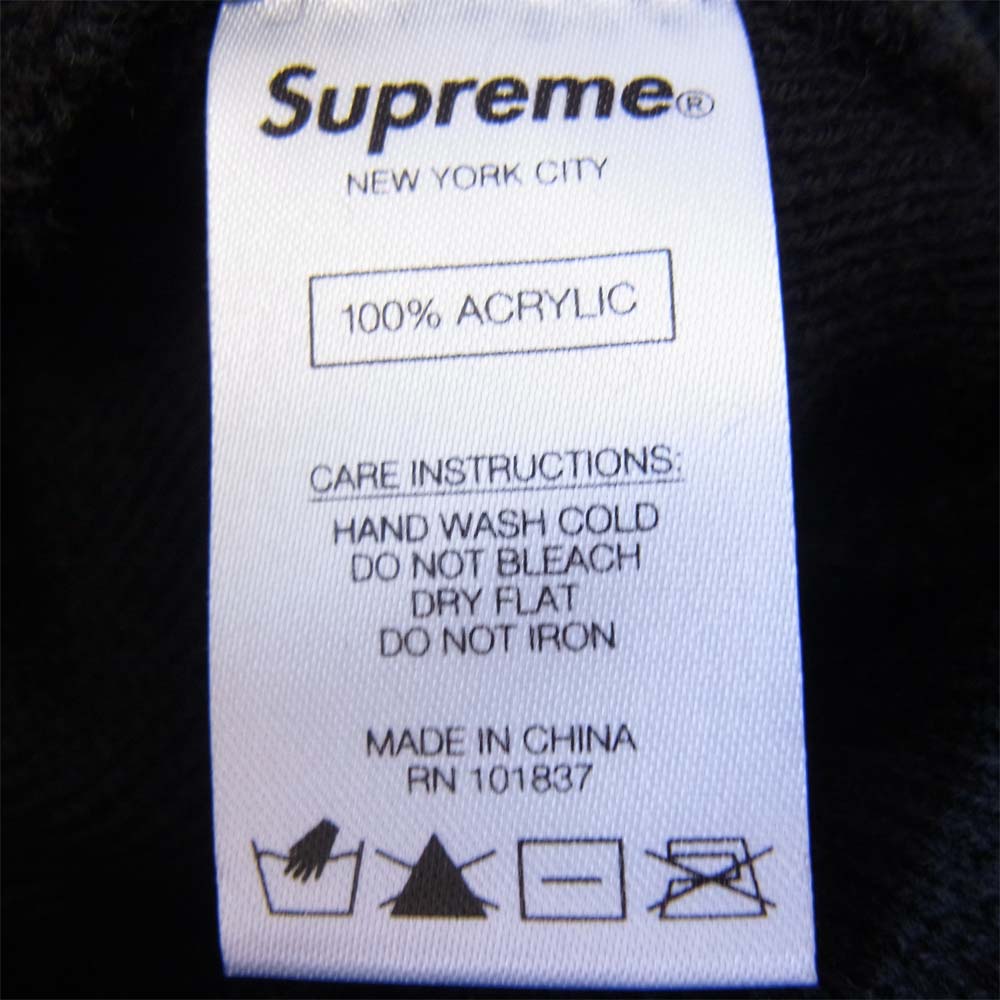 Supreme®
NEW YORK CITY
100% ACRYLIC
CARE INSTRUCTIONS:
HAND WASH COLD
DO NOT BLEACH
DRY FLAT
DO NOT IRON
MADE IN CHINA
RN 101837